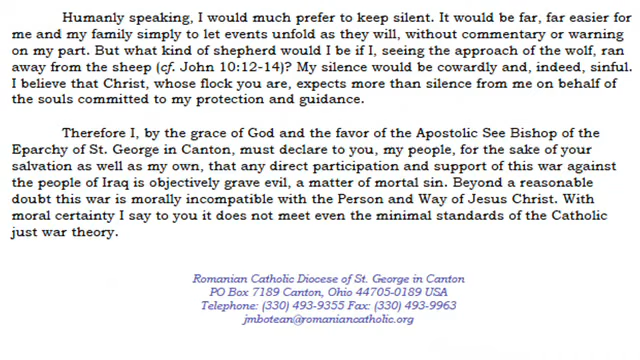 Humanly speaking, I would much prefer to keep silent. It would be far, far easier for
me and my family simply to let events unfold as they will, without commentary or warning
on my part. But what kind of shepherd would I be if I, seeing the approach of the wolf, ran
away from the sheep (cf. John 10:12-14)? My silence would be cowardly and, indeed, sinful.
I believe that Christ, whose flock you are, expects more than silence from me on behalf of
the souls committed to my protection and guidance.
Therefore I, by the grace of God and the favor of the Apostolic See Bishop of the
Eparchy of St. George in Canton, must declare to you, my people, for the sake of your
salvation as well as my own, that any direct participation and support of this war against
the people of Iraq is objectively grave evil, a matter of mortal sin. Beyond a reasonable
doubt this war is morally incompatible with the Person and Way of Jesus Christ. With
moral certainty I say to you it does not meet even the minimal standards of the Catholic
just war theory.
Romanian Catholic Diocese of St. George in Canton
PO Box 7189 Canton, Ohio 44705-0189 USA
Telephone: (330) 493-9355 Fax: (330) 493-9963
jmbotean@romaniancatholic.org